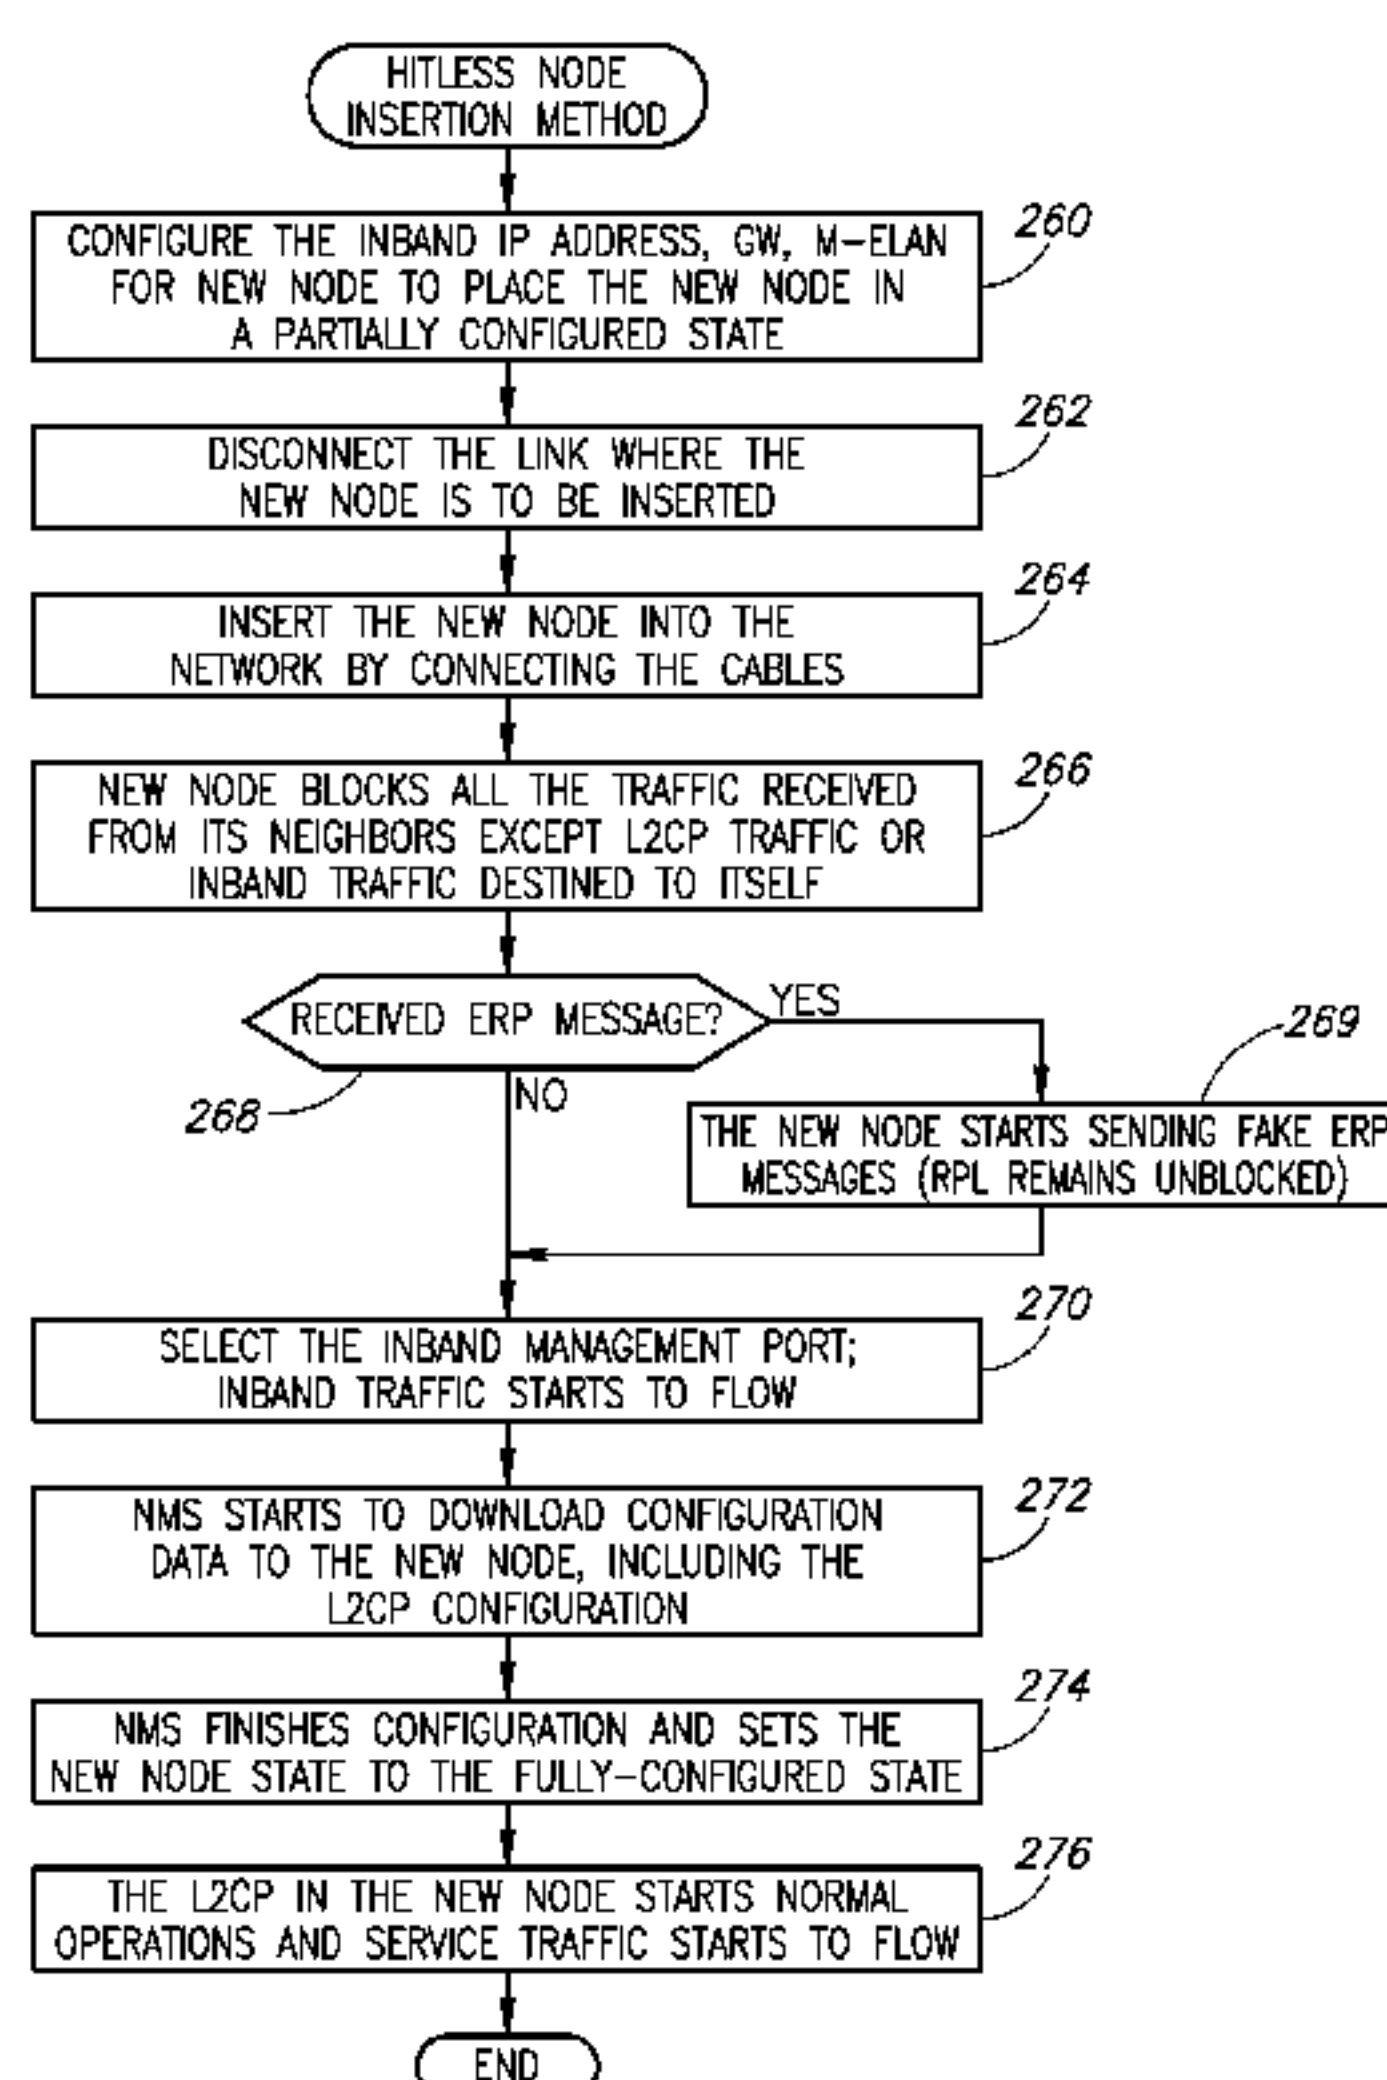 HITLESS NODE
INSERTION METHOD
260
CONFIGURE THE INBAND IP ADDRESS, GW, M-ELAN
FOR NEW NODE TO PLACE THE NEW NODE IN
A PARTIALLY CONFIGURED STATE
262
DISCONNECT THE LINK WHERE THE
NEW NODE IS TO BE INSERTED
264
INSERT THE NEW NODE INTO THE
NETWORK BY CONNECTING THE CABLES
266
NEW NODE BLOCKS ALL THE TRAFFIC RECEIVED
FROM ITS NEIGHBORS EXCEPT L2CP TRAFFIC OR
INBAND TRAFFIC DESTINED TO ITSELF
RECEIVED ERP MESSAGE?
YES
269
268
NO
THE NEW NODE STARTS SENDING FAKE ERP
MESSAGES (RPL REMAINS UNBLOCKED)
270
SELECT THE INBAND MANAGEMENT PORT;
INBAND TRAFFIC STARTS TO FLOW
272
NMS STARTS TO DOWNLOAD CONFIGURATION
DATA TO THE NEW NODE, INCLUDING THE
L2CP CONFIGURATION
274
NMS FINISHES CONFIGURATION AND SETS THE
NEW NODE STATE TO THE FULLY-CONFIGURED STATE
276
THE L2CP IN THE NEW NODE STARTS NORMAL
OPERATIONS AND SERVICE TRAFFIC STARTS TO FLOW
END